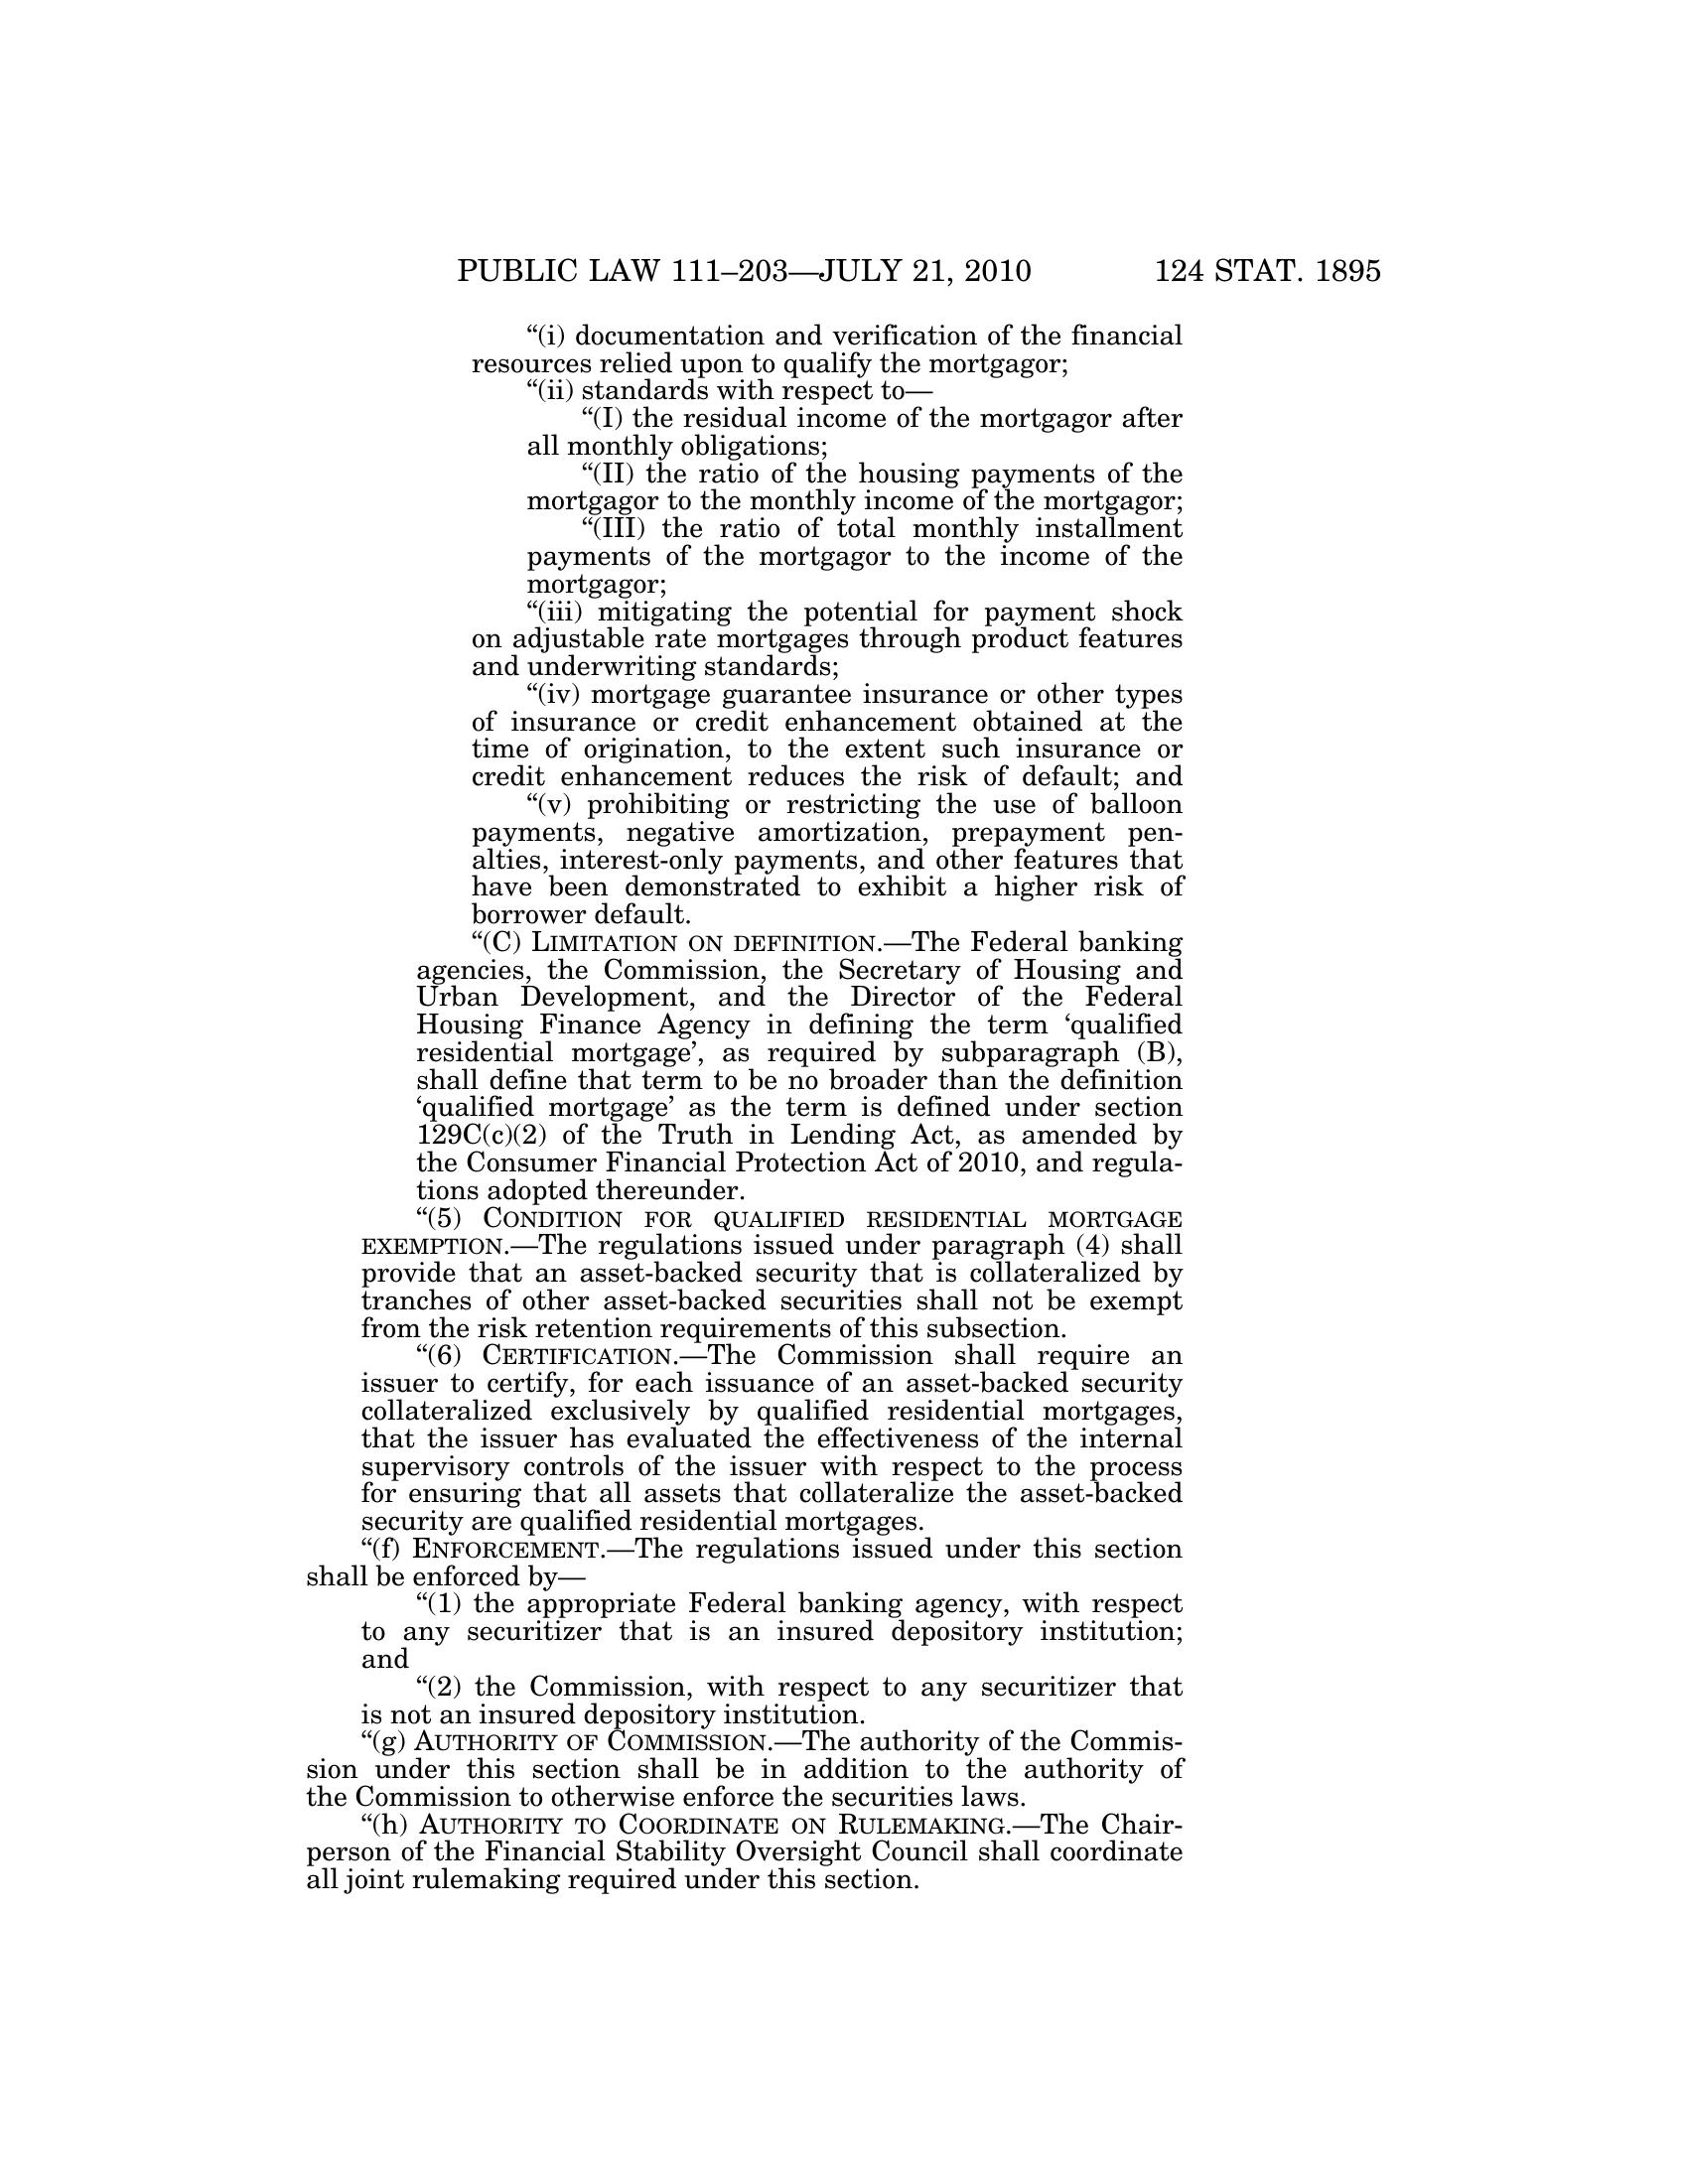 PUBLIC LAW 111–203—JULY 21, 2010 124 STAT. 1895
“(i) documentation and verification of the financial
resources relied upon to qualify the mortgagor;
“(ii) standards with respect to—
“(I) the residual income of the mortgagor after
all monthly obligations;
“(II) the ratio of the housing payments of the
mortgagor to the monthly income of the mortgagor;
“(III) the ratio of total monthly installment
payments of the mortgagor to the income of the
mortgagor;
“(iii) mitigating the potential for payment shock
on adjustable rate mortgages through product features
and underwriting standards;
“(iv) mortgage guarantee insurance or other types
of insurance or credit enhancement obtained at the
time of origination, to the extent such insurance or
credit enhancement reduces the risk of default; and
“(v) prohibiting or restricting the use of balloon
payments, negative amortization, prepayment pen-
alties, interest-only payments, and other features that
have been demonstrated to exhibit a higher risk of
borrower default.
“(C) LIMITATION ON DEFINITION.—The Federal banking
agencies, the Commission, the Secretary of Housing and
Urban Development, and the Director of the Federal
Housing Finance Agency in defining the term ‘qualified
residential mortgage’, as required by subparagraph (B),
shall define that term to be no broader than the definition
‘qualified mortgage’ as the term is defined under section
129C(c)(2) of the Truth in Lending Act, as amended by
the Consumer Financial Protection Act of 2010, and regula-
tions adopted thereunder.
“(5) CONDITION FOR QUALIFIED RESIDENTIAL MORTGAGE
EXEMPTION.—The regulations issued under paragraph (4) shall
provide that an asset-backed security that is collateralized by
tranches of other asset-backed securities shall not be exempt
from the risk retention requirements of this subsection.
“(6) CERTIFICATION.—The Commission shall require an
issuer to certify, for each issuance of an asset-backed security
collateralized exclusively by qualified residential mortgages,
that the issuer has evaluated the effectiveness of the internal
supervisory controls of the issuer with respect to the process
for ensuring that all assets that collateralize the asset-backed
security are qualified residential mortgages.
“(f) ENFORCEMENT.—The regulations issued under this section
shall be enforced by—
“(1) the appropriate Federal banking agency, with respect
to any securitizer that is an insured depository institution;
and
“(2) the Commission, with respect to any securitizer that
is not an insured depository institution.
“(g) AUTHORITY OF COMMISSION.—The authority of the Commis-
sion under this section shall be in addition to the authority of
the Commission to otherwise enforce the securities laws.
“(h) AUTHORITY TO COORDINATE ON RULEMAKING.—The Chair-
person of the Financial Stability Oversight Council shall coordinate
all joint rulemaking required under this section.